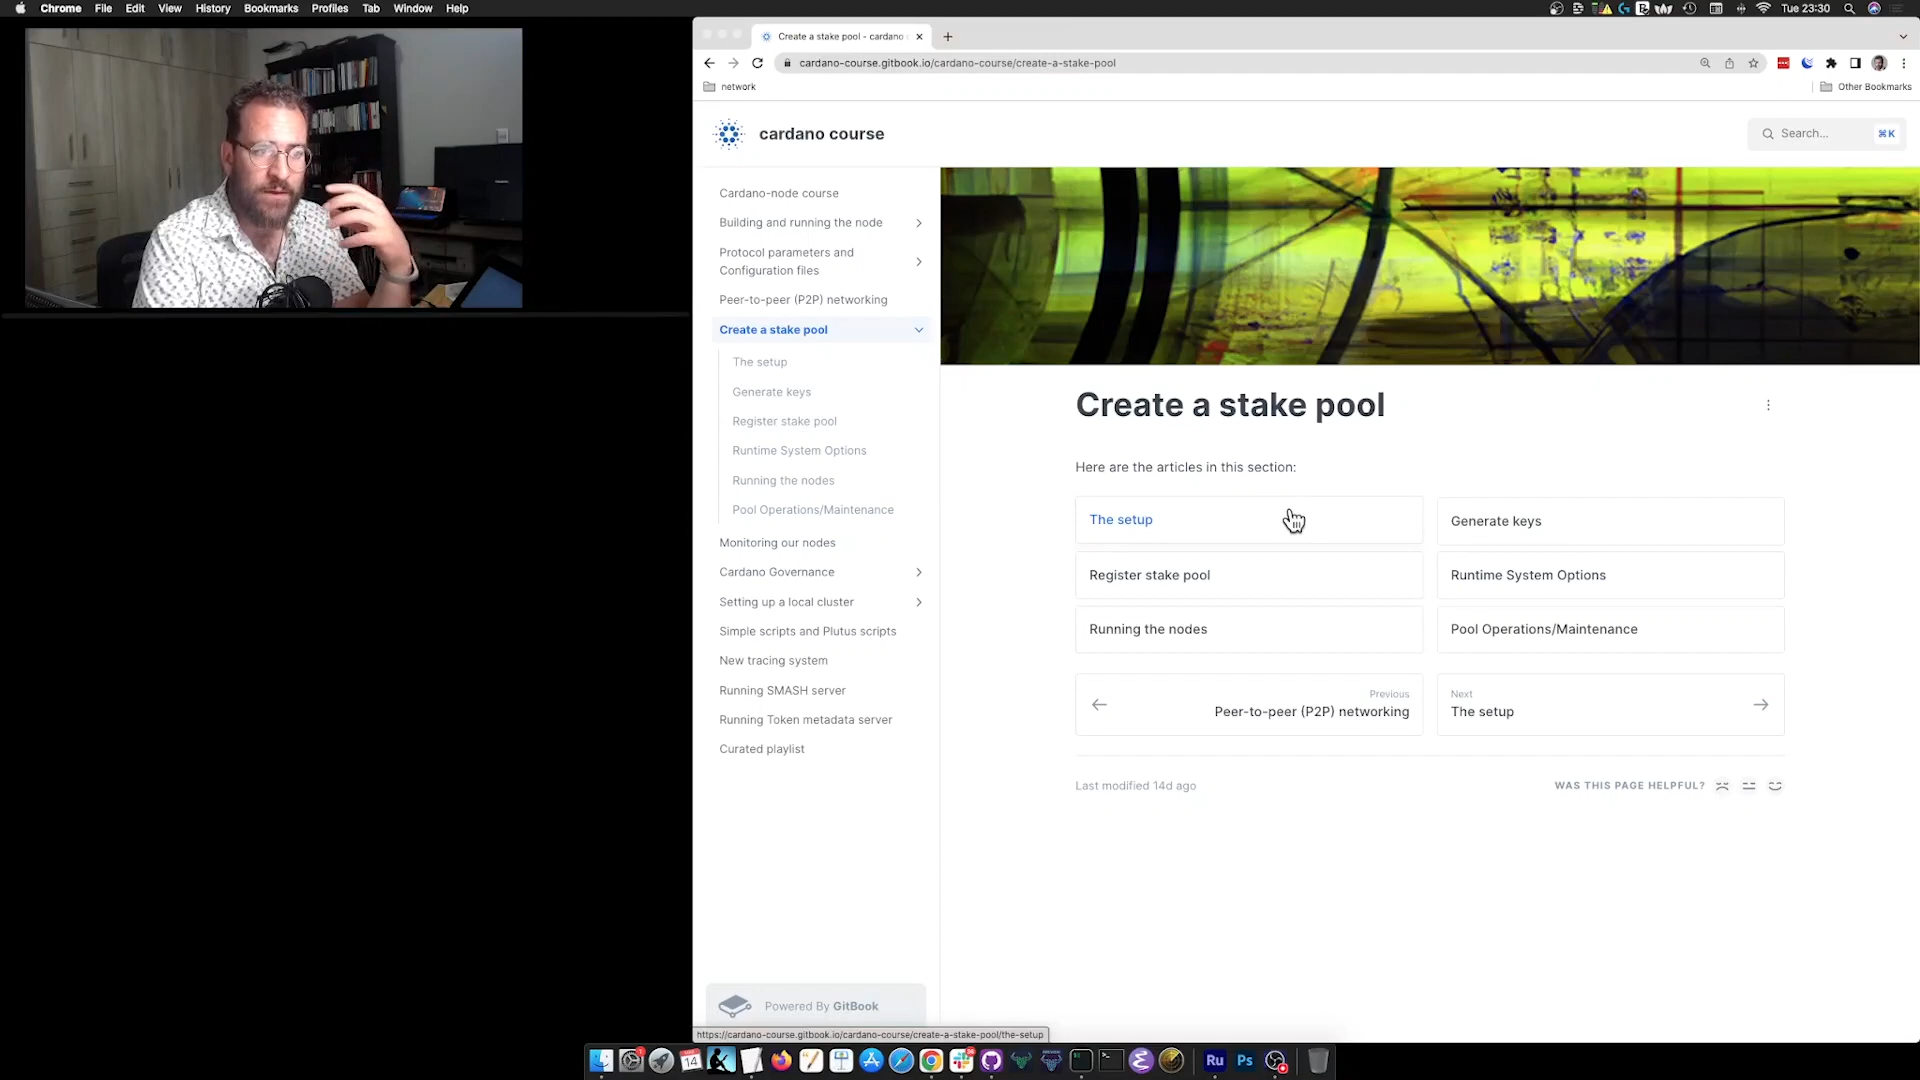 Chrome File Edit View History Bookmarks Profiles Tab Window Help
Tue 23:30
Create a stake pool - cardano
cardano-course.gitbook.io/cardano-course/create-a-stake-pool
network
Other Bookmarks
cardano course
Search...
⌘K
Cardano-node course
Building and running the node
Protocol parameters and
Configuration files
Peer-to-peer (P2P) networking
Create a stake pool
The setup
Generate keys
Register stake pool
Runtime System Options
Running the nodes
Pool Operations/Maintenance
Monitoring our nodes
Cardano Governance
Setting up a local cluster
Simple scripts and Plutus scripts
New tracing system
Running SMASH server
Running Token metadata server
Curated playlist
Powered By GitBook
Create a stake pool
Here are the articles in this section:
The setup
Generate keys
Register stake pool
Runtime System Options
Running the nodes
Pool Operations/Maintenance
Previous
Peer-to-peer (P2P) networking
Next
The setup
Last modified 14d ago
WAS THIS PAGE HELPFUL?
https://cardano-course.gitbook.io/cardano-course/create-a-stake-pool/the-setup
14
Ru
Ps